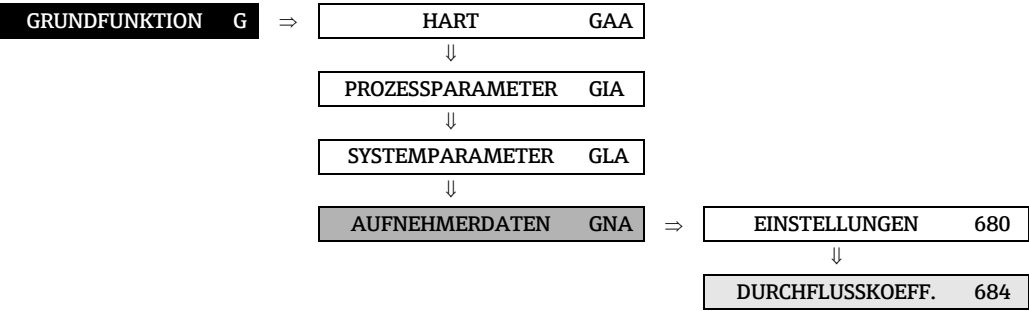 GRUNDFUNKTION G ⇒ HART GAA
⇓
PROZESSPARAMETER GIA
⇓
SYSTEMPARAMETER GLA
⇓
AUFNEHMERDATEN GNA ⇒ EINSTELLUNGEN 680
⇓
DURCHFLUSSKOEFF. 684